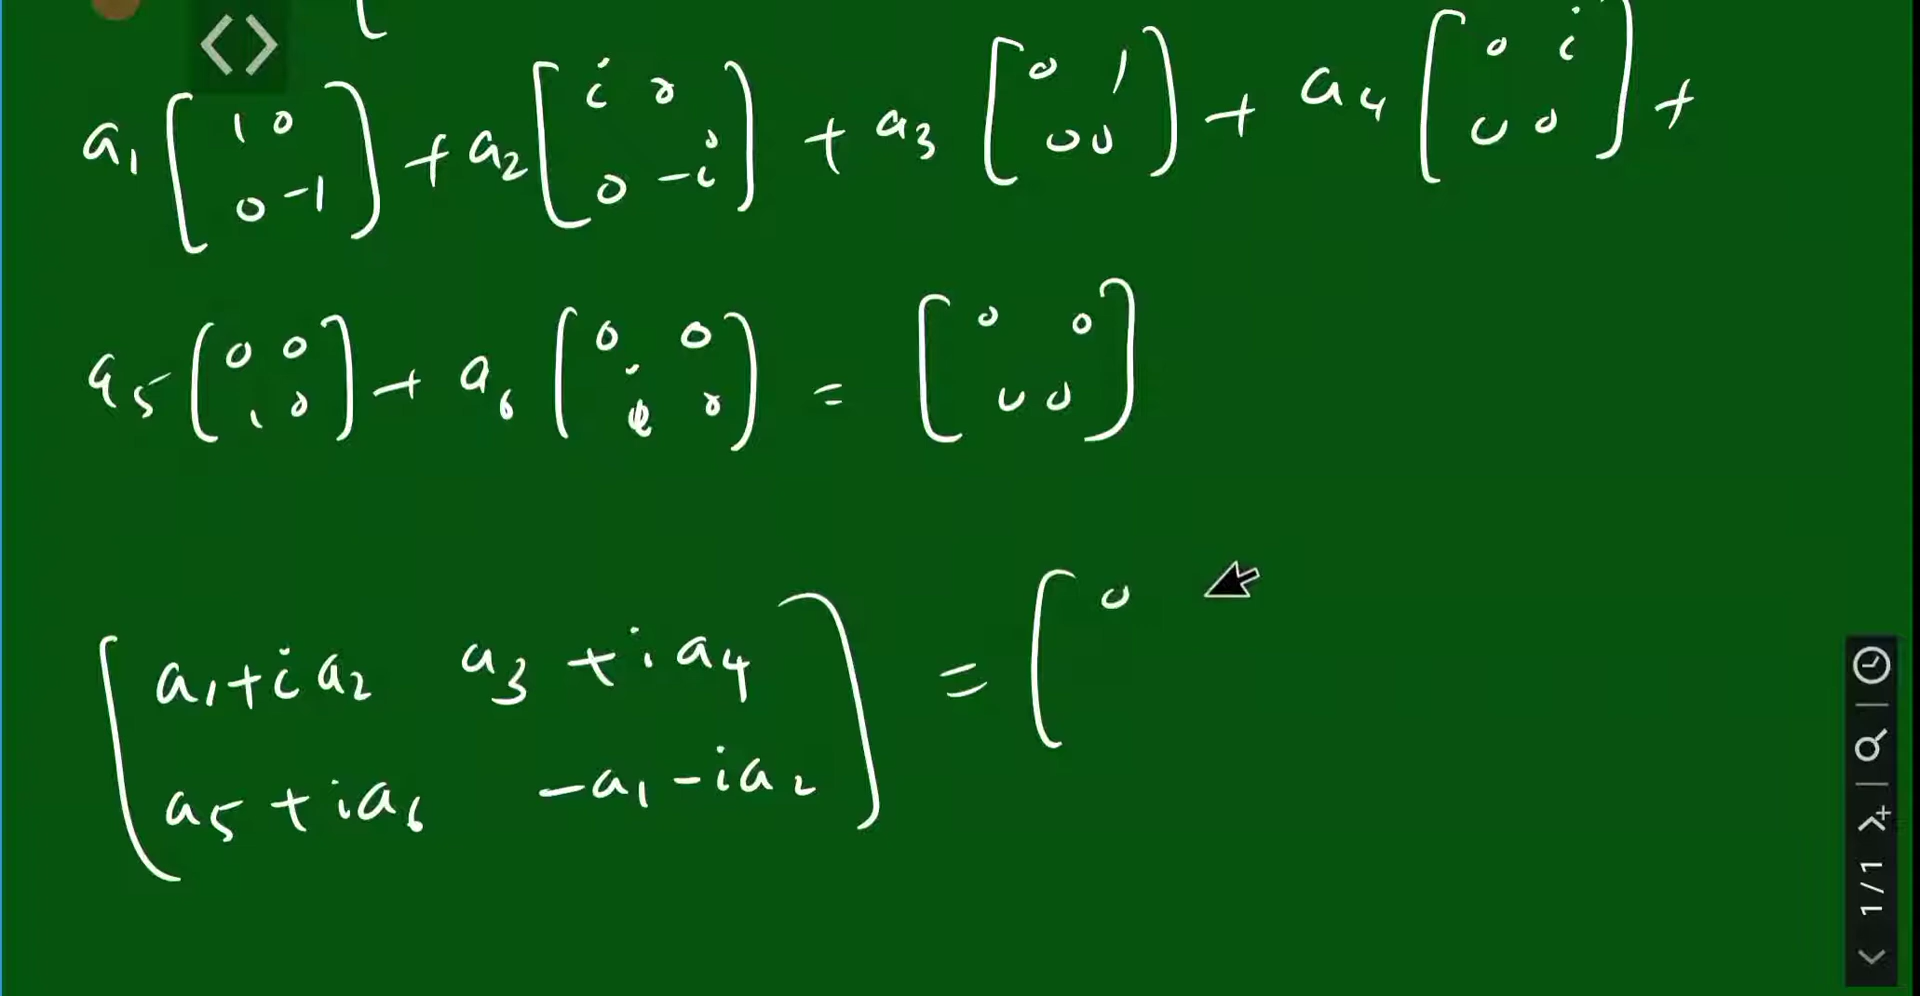 a₁ [1 0; 0 -1] + a₂ [i 0; 0 -i] + a₃ [0 1; 0 0] + a₄ [0 i; 0 0] +
a₅ [0 0; 1 0] + a₆ [0 0; i 0] = [0 0; 0 0]
[a₁+ia₂ a₃+ia₄; a₅+ia₆ -a₁-ia₂] = [0
1/1